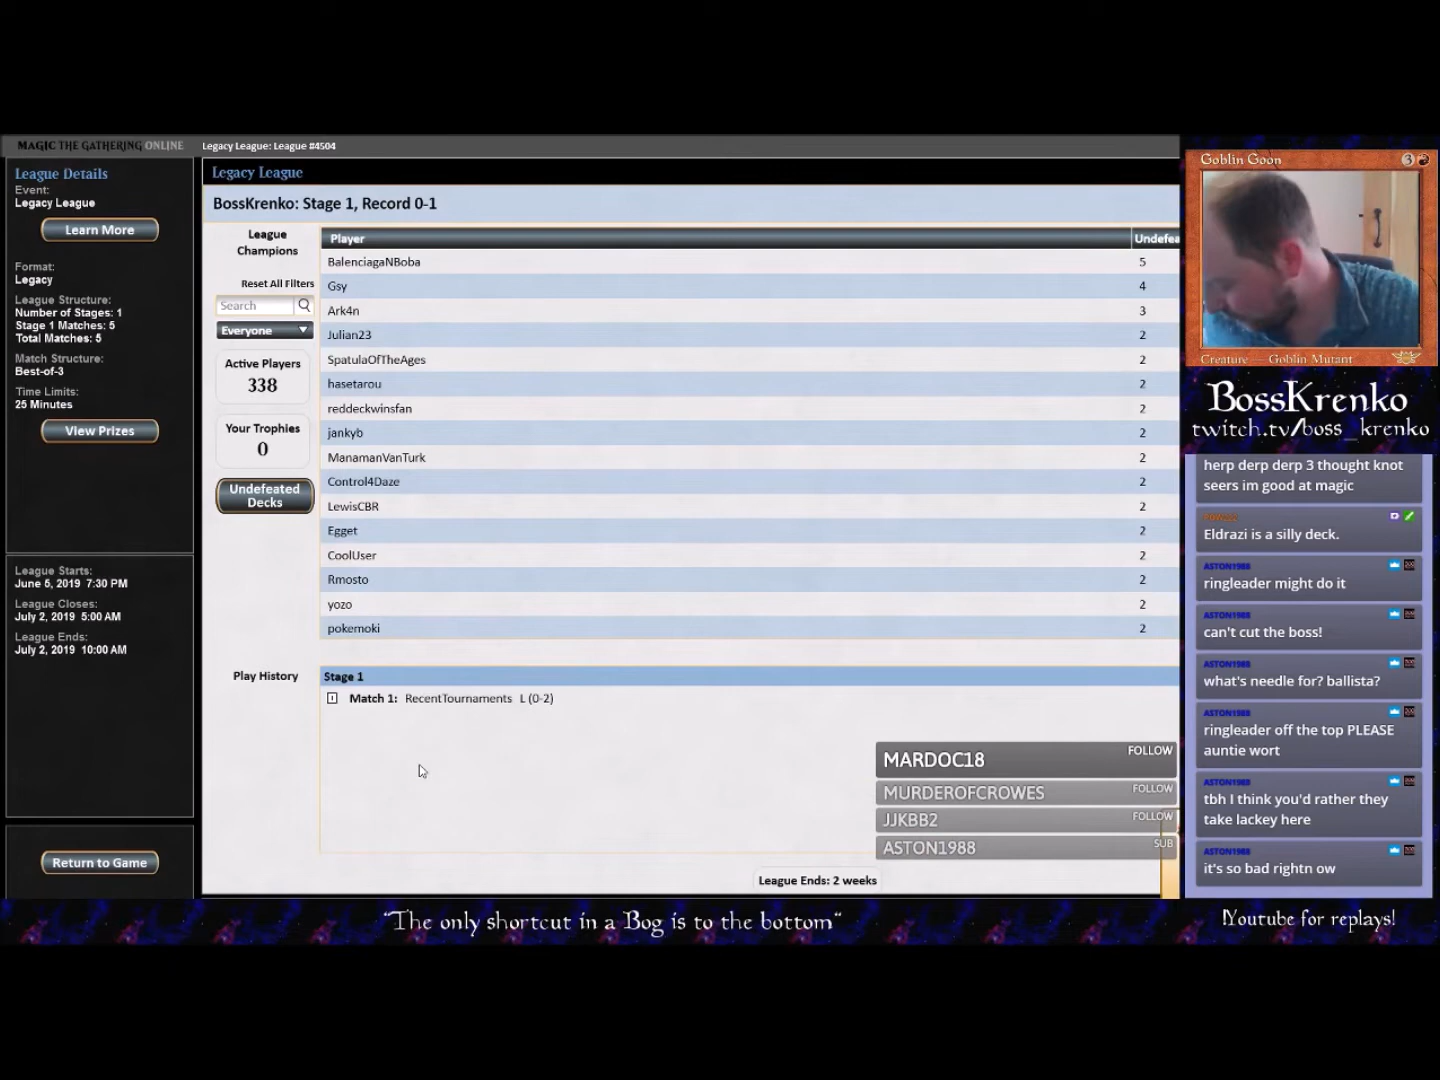 MAGIC THE GATHERING ONLINE
Legacy League: League #4504
League Details
Event:
Legacy League
Learn More
Format:
Legacy
League Structure:
Number of Stages: 1
Stage 1 Matches: 5
Total Matches: 5
Match Structure:
Best-of-3
Time Limits:
25 Minutes
View Prizes
League Starts:
June 5, 2019 7:30 PM
League Closes:
July 2, 2019 5:00 AM
League Ends:
July 2, 2019 10:00 AM
Return to Game
Legacy League
BossKrenko: Stage 1, Record 0-1
League
Champions
Reset All Filters
Search
Everyone
Active Players
338
Your Trophies
0
Undefeated
Decks
Player Undefea
BalenciagaNBoba 5
Gsy 4
Ark4n 3
Julian23 2
SpatulaOfTheAges 2
hasetarou 2
reddeckwinsfan 2
jankyb 2
ManamanVanTurk 2
Control4Daze 2
LewisCBR 2
Egget 2
CoolUser 2
Rmosto 2
yozo 2
pokemoki 2
Play History
Stage 1
Match 1: RecentTournaments L (0-2)
MARDOC18 FOLLOW
MURDEROFCROWES FOLLOW
JJKBB2 FOLLOW
ASTON1988 SUB
League Ends: 2 weeks
Goblin Goon 3
Creature — Goblin Mutant
BossKrenko
twitch.tv/boss_krenko
herp derp derp 3 thought knot
seers im good at magic
Eldrazi is a silly deck.
ASTON1988
ringleader might do it
ASTON1988
can't cut the boss!
ASTON1988
what's needle for? ballista?
ASTON1988
ringleader off the top PLEASE
auntie wort
ASTON1988
tbh I think you'd rather they
take lackey here
ASTON1988
it's so bad rightn ow
"The only shortcut in a Bog is to the bottom"
!Youtube for replays!